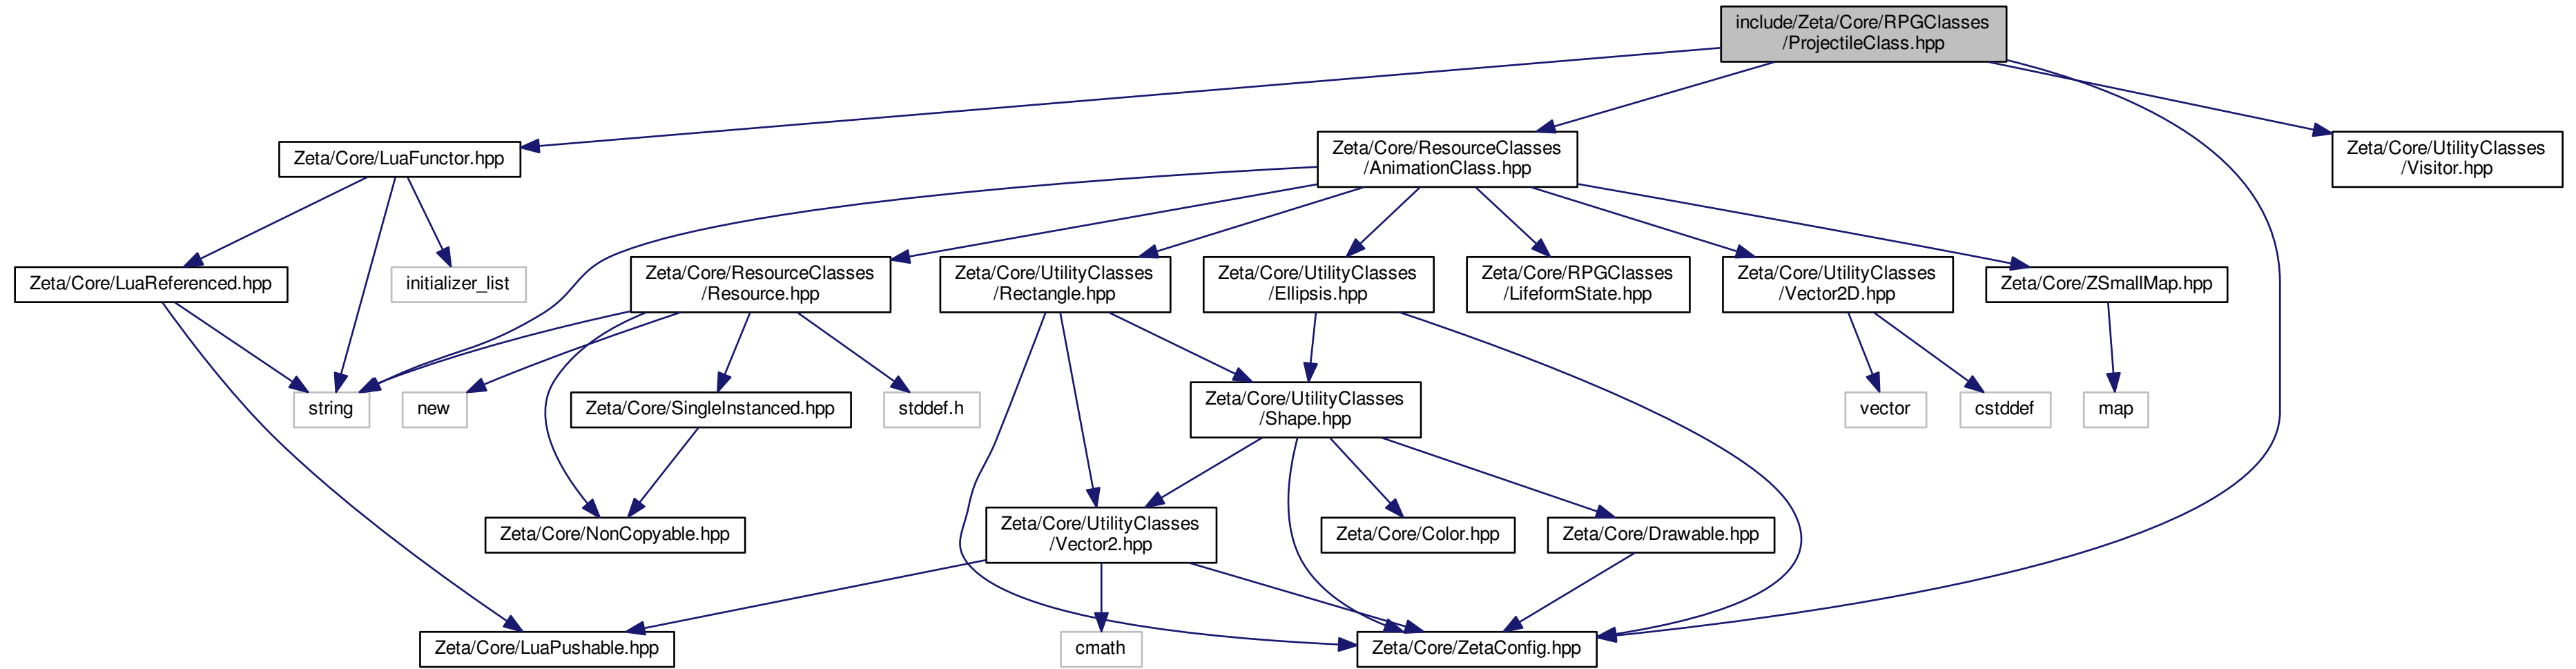 include/Zeta/Core/RPGClasses
/ProjectileClass.hpp
Zeta/Core/LuaFunctor.hpp
Zeta/Core/ResourceClasses
/AnimationClass.hpp
Zeta/Core/UtilityClasses
/Visitor.hpp
Zeta/Core/LuaReferenced.hpp
initializer_list
Zeta/Core/ResourceClasses
/Resource.hpp
Zeta/Core/UtilityClasses
/Rectangle.hpp
Zeta/Core/UtilityClasses
/Ellipsis.hpp
Zeta/Core/RPGClasses
/LifeformState.hpp
Zeta/Core/UtilityClasses
/Vector2D.hpp
Zeta/Core/ZSmallMap.hpp
string
new
Zeta/Core/SingleInstanced.hpp
stddef.h
Zeta/Core/UtilityClasses
/Shape.hpp
vector
cstddef
map
Zeta/Core/NonCopyable.hpp
Zeta/Core/UtilityClasses
/Vector2.hpp
Zeta/Core/Color.hpp
Zeta/Core/Drawable.hpp
Zeta/Core/LuaPushable.hpp
cmath
Zeta/Core/ZetaConfig.hpp